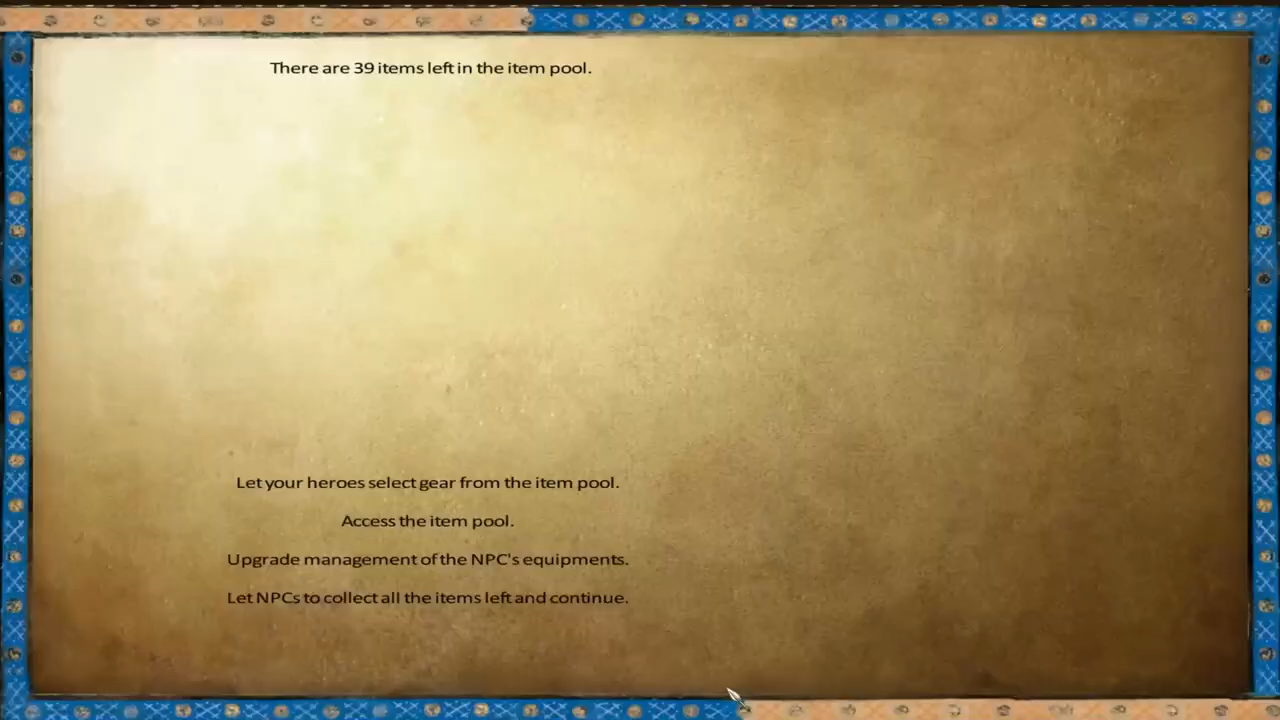 There are 39 items left in the item pool.
Let your heroes select gear from the item pool.
Access the item pool.
Upgrade management of the NPC's equipments.
Let NPCs to collect all the items left and continue.